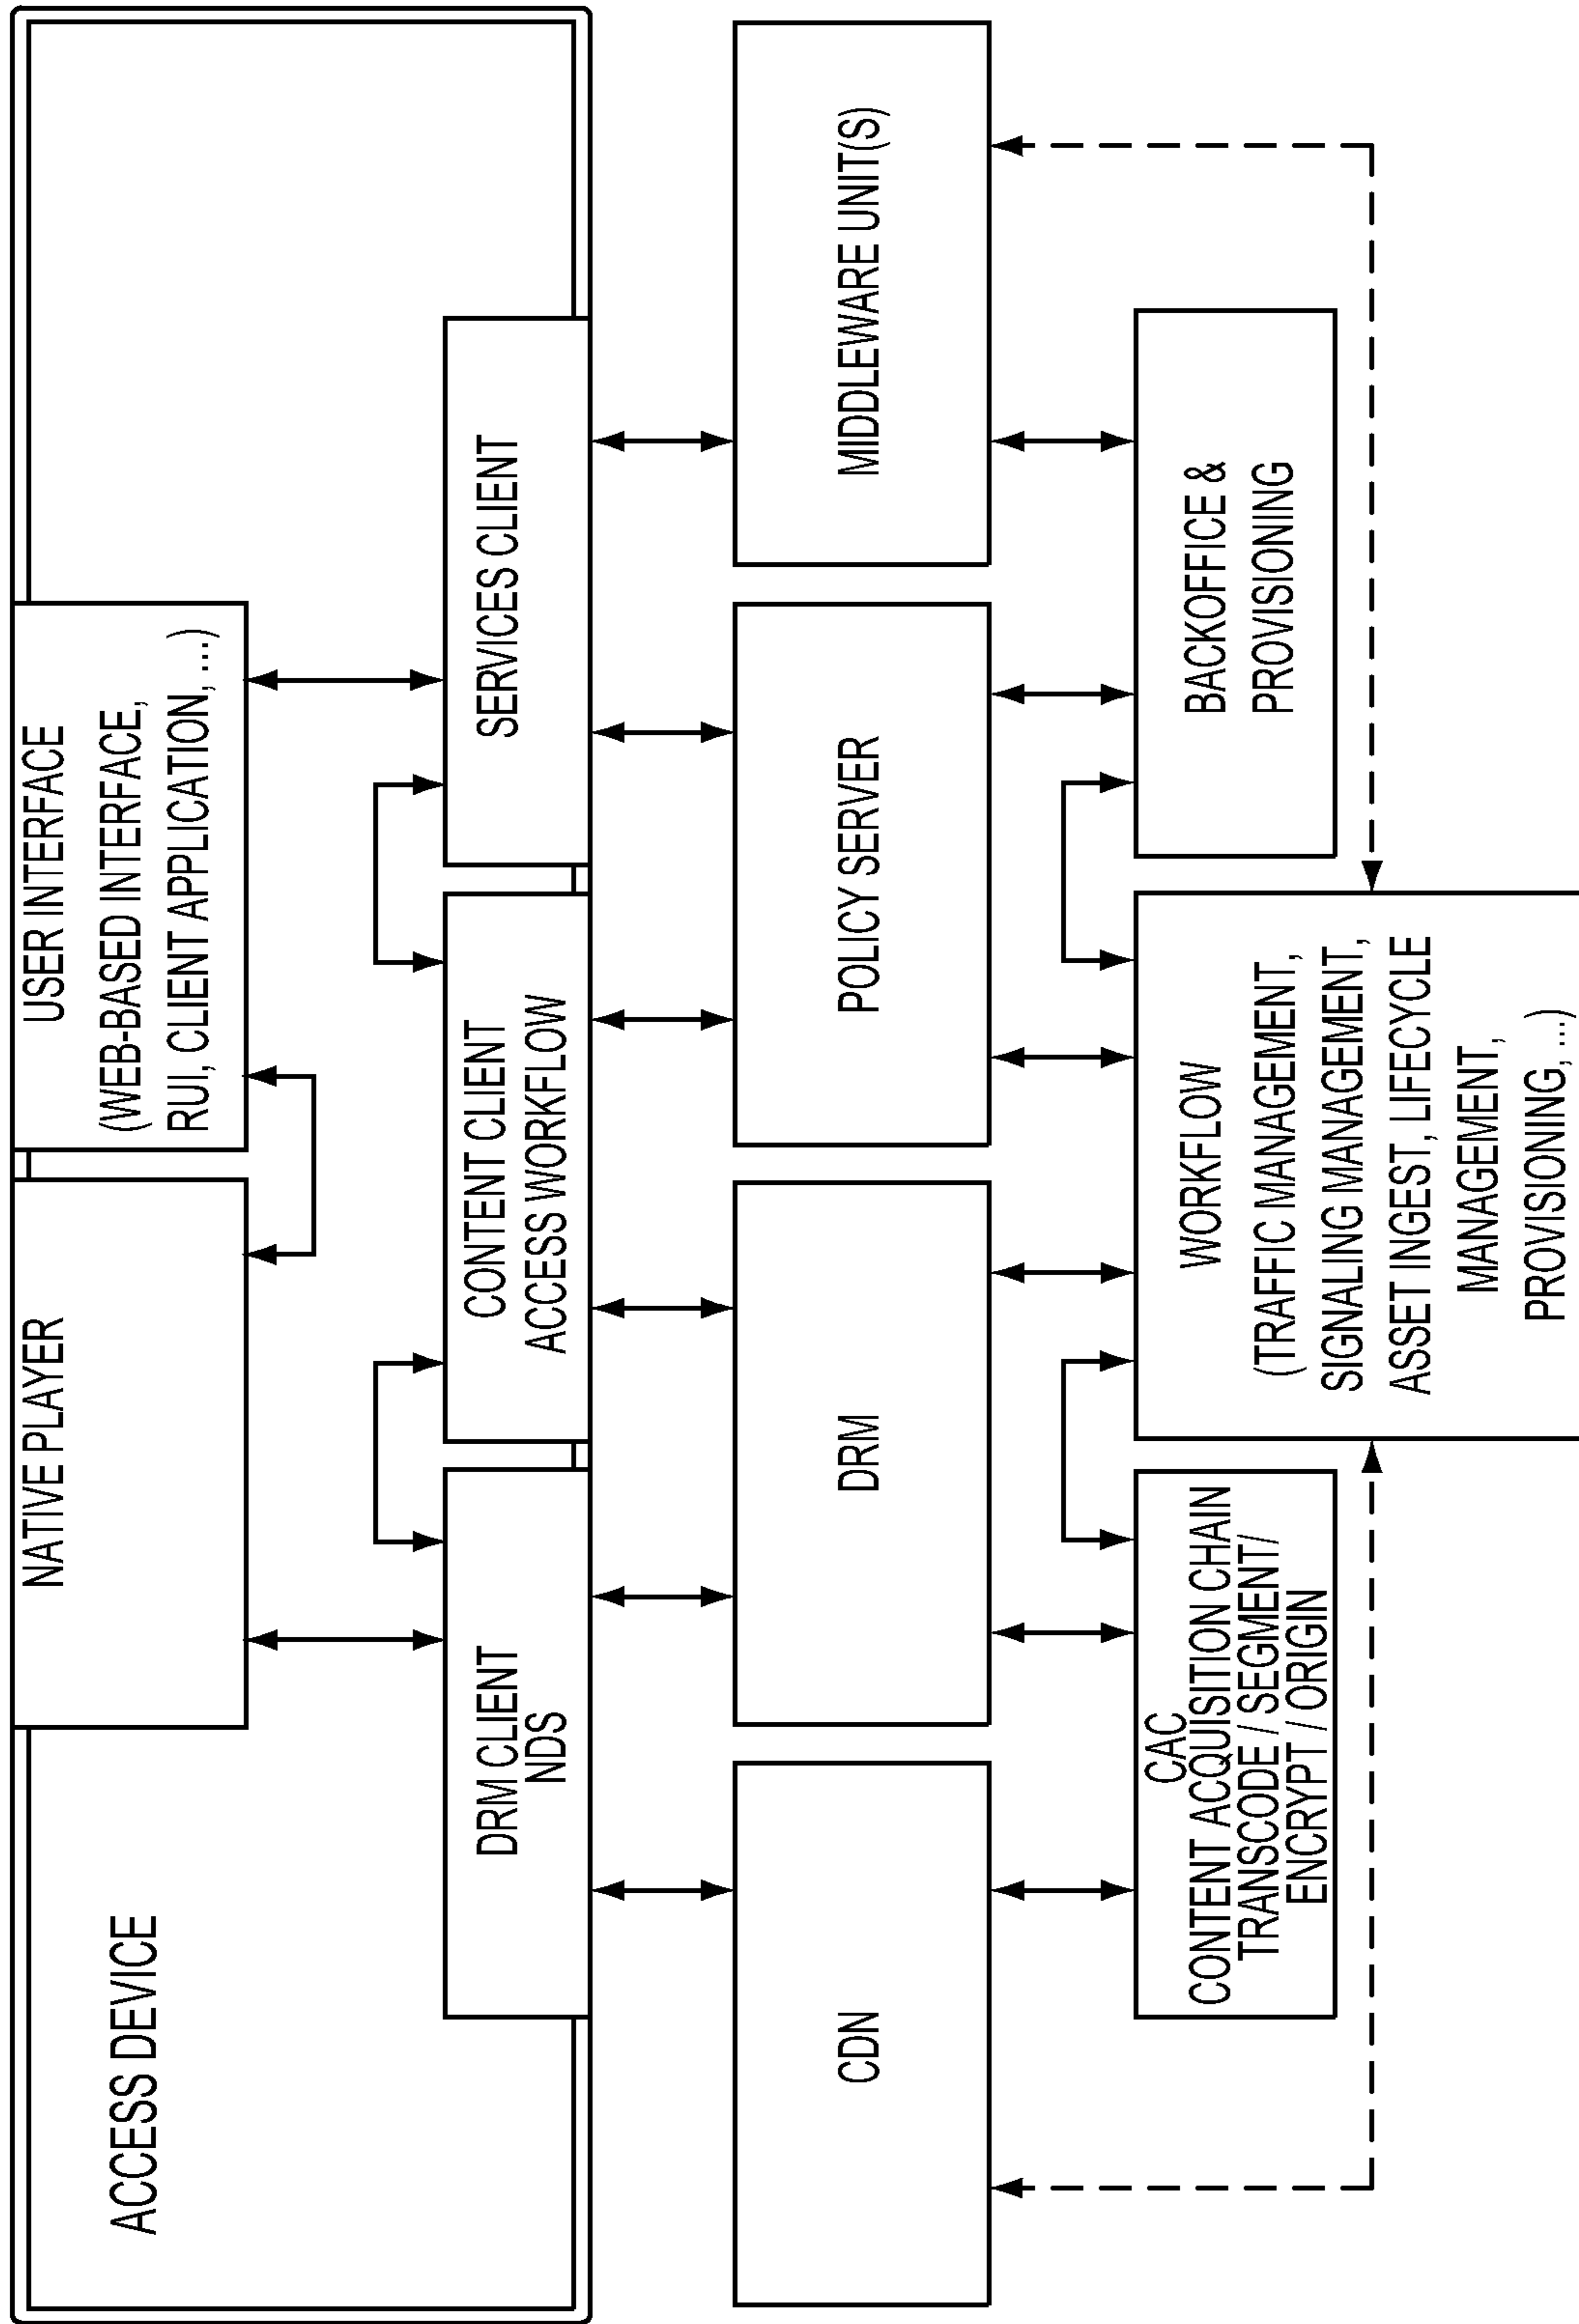 ACCESS DEVICE
NATIVE PLAYER
USER INTERFACE
(WEB-BASED INTERFACE,
RUI, CLIENT APPLICATION, ...)
DRM CLIENT
NDS
CONTENT CLIENT
ACCESS WORKFLOW
SERVICES CLIENT
CDN
DRM
POLICY SERVER
MIDDLEWARE UNIT(S)
CAC
CONTENT ACQUISITION CHAIN
TRANSCODE / SEGMENT/
ENCRYPT / ORIGIN
WORKFLOW
(TRAFFIC MANAGEMENT,
SIGNALING MANAGEMENT,
ASSET INGEST, LIFECYCLE
MANAGEMENT,
PROVISIONING, ...)
BACKOFFICE &
PROVISIONING